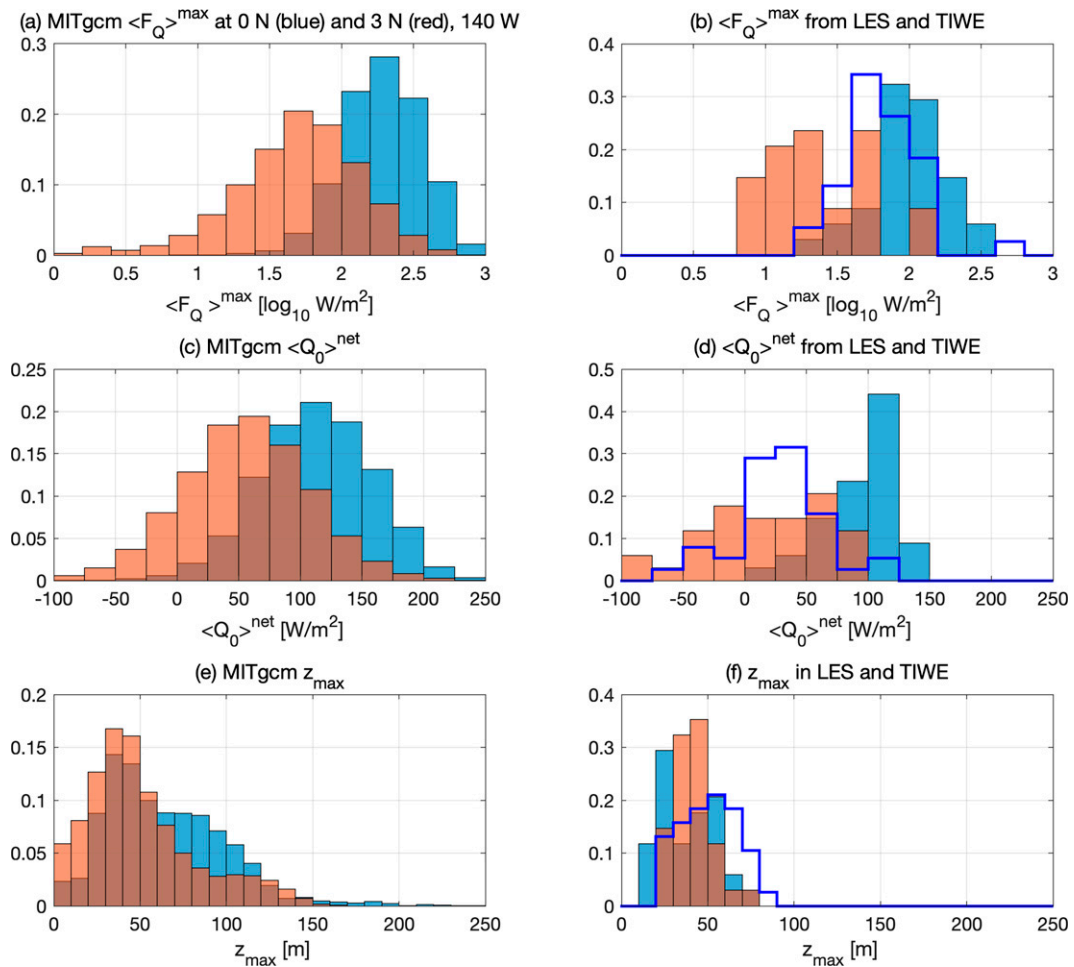 (a) MITgcm <F_Q>^max at 0 N (blue) and 3 N (red), 140 W
0.3
0.2
0.1
0
0 0.5 1 1.5 2 2.5 3
<F_Q>^max [log_10 W/m^2]
(b) <F_Q>^max from LES and TIWE
0.4
0.3
0.2
0.1
0
0 1 2 3
<F_Q>^max [log_10 W/m^2]
(c) MITgcm <Q_0>^net
0.25
0.2
0.15
0.1
0.05
0
-100 -50 0 50 100 150 200 250
<Q_0>^net [W/m^2]
(d) <Q_0>^net from LES and TIWE
0.5
0.4
0.3
0.2
0.1
0
-100 -50 0 50 100 150 200 250
<Q_0>^net [W/m^2]
(e) MITgcm z_max
0.2
0.15
0.1
0.05
0
0 50 100 150 200 250
z_max [m]
(f) z_max in LES and TIWE
0.4
0.3
0.2
0.1
0
0 50 100 150 200 250
z_max [m]